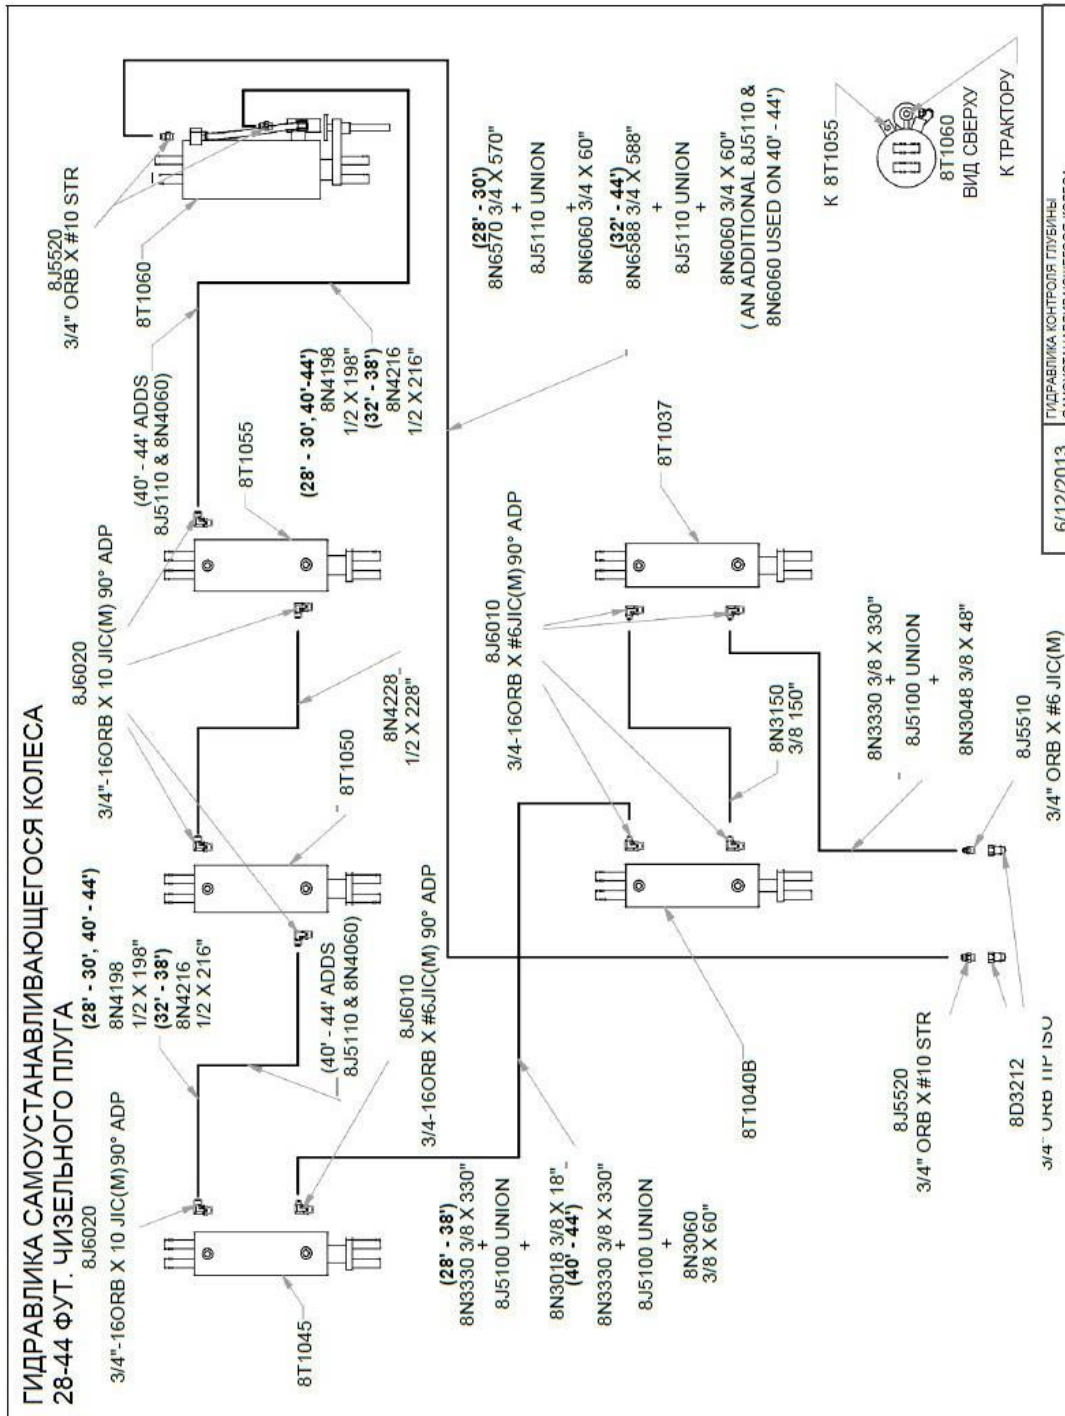 ГИДРАВЛИКА САМОУСТАНАВЛИВАЮЩЕГОСЯ КОЛЕСА
28-44 ФУТ. ЧИЗЕЛЬНОГО ПЛУГА
8J6020
3/4"-16ORB X 10 JIC(M)90° ADP
(28' - 30', 40' - 44')
8N4198
1/2 X 198"
(32' - 38')
8N4216
1/2 X 216"
8J6020
3/4"-16ORB X 10 JIC(M) 90° ADP
(40' - 44' ADDS
8J5110 & 8N4060)
8J5520
3/4" ORB X #10 STR
8T1060
8T1055
(28' - 30', 40'-44')
8N4198
1/2 X 198"
(32' - 38')
8N4216
1/2 X 216"
8T1050
8N4228
1/2 X 228"
(40' - 44' ADDS
8J5110 & 8N4060)
8J6010
3/4-16ORB X #6JIC(M) 90° ADP
8T1045
(28' - 38')
8N3330 3/8 X 330"
+
8J5100 UNION
+
8N3018 3/8 X 18"
(40' - 44')
8N3330 3/8 X 330"
+
8J5100 UNION
+
8N3060
3/8 X 60"
8J6010
3/4-16ORB X #6JIC(M) 90° ADP
(28' - 30')
8N6570 3/4 X 570"
+
8J5110 UNION
+
8N6060 3/4 X 60"
(32' - 44')
8N6588 3/4 X 588"
+
8J5110 UNION
+
8N6060 3/4 X 60"
( AN ADDITIONAL 8J5110 &
8N6060 USED ON 40' - 44')
8T1037
8N3150
3/8 150"
8T1040B
8N3330 3/8 X 330"
+
8J5100 UNION
+
8N3048 3/8 X 48"
8J5520
3/4" ORB X #10 STR
8D3212
8J5510
3/4" ORB X #6 JIC(M)
К 8T1055
8T1060
ВИД СВЕРХУ
К ТРАКТОРУ
6/12/2013
ГИДРАВЛИКА КОНТРОЛЯ ГЛУБИНЫ